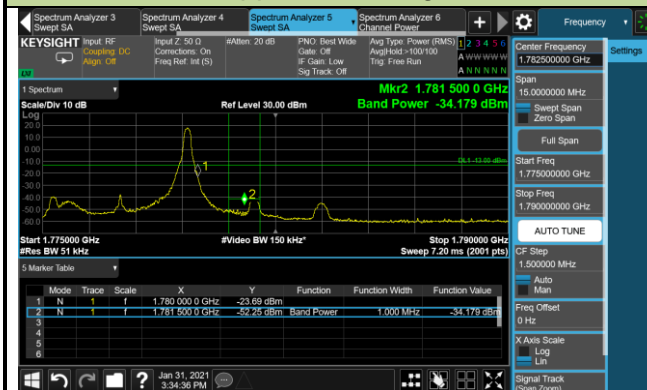 Spectrum Analyzer 3
Swept SA
Spectrum Analyzer 4
Swept SA
Spectrum Analyzer 5
Swept SA
Spectrum Analyzer 6
Channel Power
+
Frequency
KEYSIGHT
Input: RF
Coupling: DC
Align: Off
Input Z: 50 Ω
Corrections: On
Freq Ref: Int (S)
#Atten: 20 dB
PNO: Best Wide
Gate: Off
IF Gain: Low
Sig Track: Off
Avg Type: Power (RMS)
Avg|Hold:>100/100
Trig: Free Run
1 2 3 4 5 6
A W W W W W
A N N N N N
LXI
1 Spectrum
Scale/Div 10 dB
Ref Level 30.00 dBm
Mkr2 1.781 500 0 GHz
Band Power -34.179 dBm
Log
20.0
10.0
0.00
-10.0
-20.0
-30.0
-40.0
-50.0
-60.0
1
2
DL1 -13.00 dBm
Start 1.775000 GHz
#Video BW 150 kHz*
Stop 1.790000 GHz
#Res BW 51 kHz
Sweep 7.20 ms (2001 pts)
5 Marker Table
Mode Trace Scale X Y Function Function Width Function Value
1 N 1 f 1.780 000 0 GHz -23.69 dBm
2 N 1 f 1.781 500 0 GHz -52.25 dBm Band Power 1.000 MHz -34.179 dBm
3
4
5
6
?
Jan 31, 2021
3:34:36 PM
Settings
Center Frequency
1.782500000 GHz
Span
15.0000000 MHz
Swept Span
Zero Span
Full Span
Start Freq
1.775000000 GHz
Stop Freq
1.790000000 GHz
AUTO TUNE
CF Step
1.500000 MHz
Auto
Man
Freq Offset
0 Hz
X Axis Scale
Log
Lin
Signal Track
(Span Zoom)